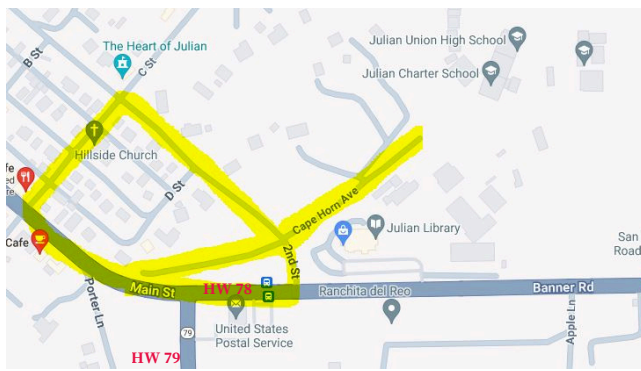 B St
The Heart of Julian
C St
Julian Union High School
Julian Charter School
Hillside Church
D St
Cafe
Cape Horn Ave
Julian Library
2nd St
San
Road
Porter Ln
Main St
HW 78
Ranchita del Reo
Banner Rd
79
United States
Postal Service
Apple Ln
HW 79